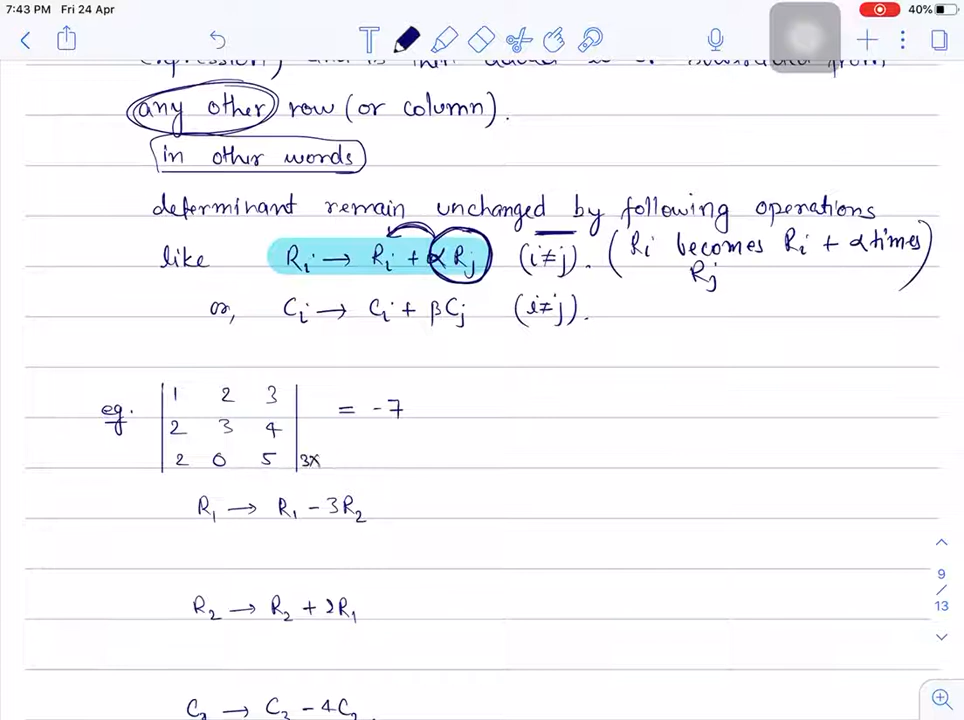 7:43 PM Fri 24 Apr
40%
any other row (or column).
in other words
determinant remain unchanged by following operations
like Ri → Ri + αRj (i≠j). (Ri becomes Ri + α times Rj)
or, Ci → Ci + βCj (i≠j).
eg. | 1 2 3 | = -7
| 2 3 4 |
| 2 0 5 |3×
R1 → R1 - 3R2
9
/
13
R2 → R2 + 2R1